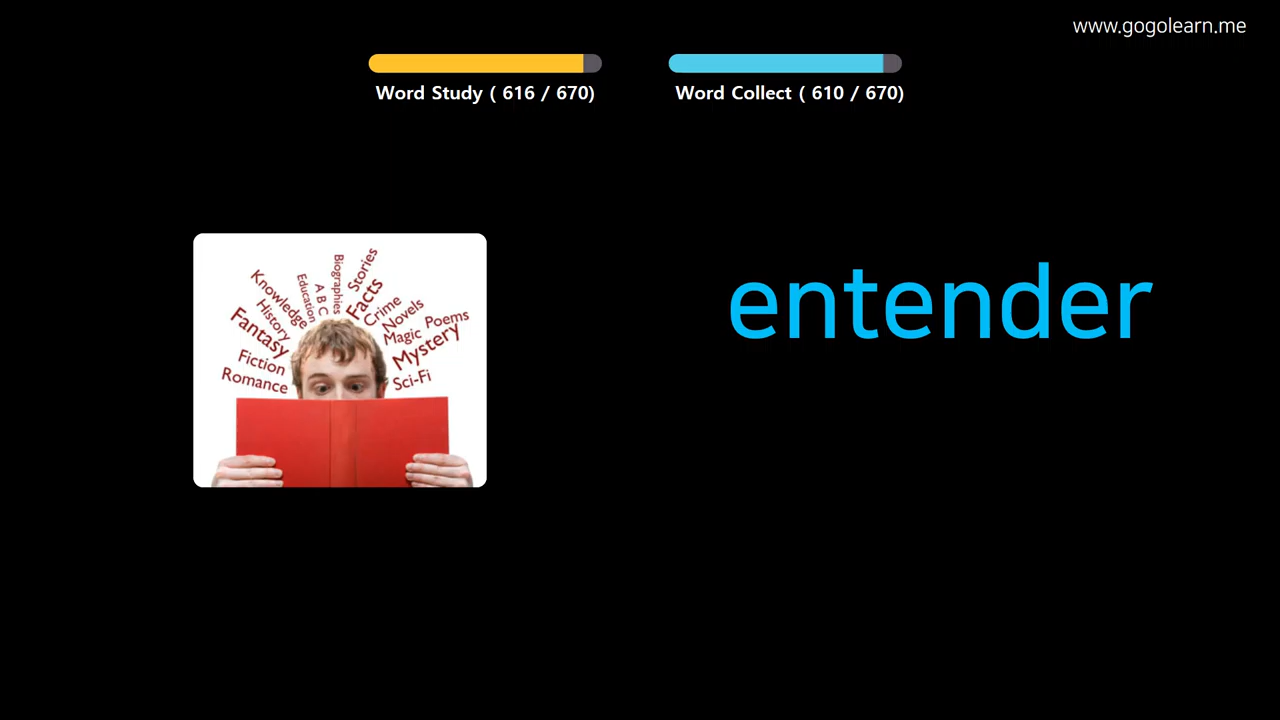 www.gogolearn.me
Word Study ( 616 / 670)
Word Collect ( 610 / 670)
entender
Knowledge
History
Fantasy
Fiction
Romance
Education
A B C
Biographies
Stories
Facts
Crime
Novels
Magic
Poems
Mystery
Sci-Fi